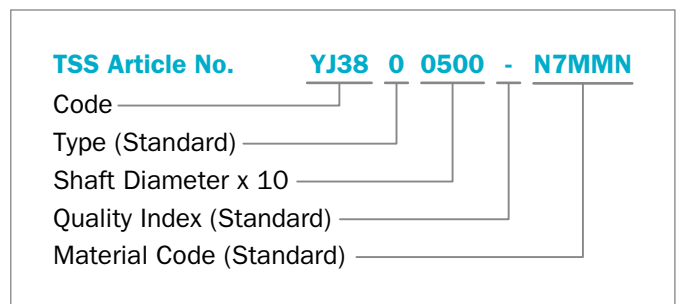 TSS Article No. YJ38 0 0500 - N7MMN
Code
Type (Standard)
Shaft Diameter x 10
Quality Index (Standard)
Material Code (Standard)